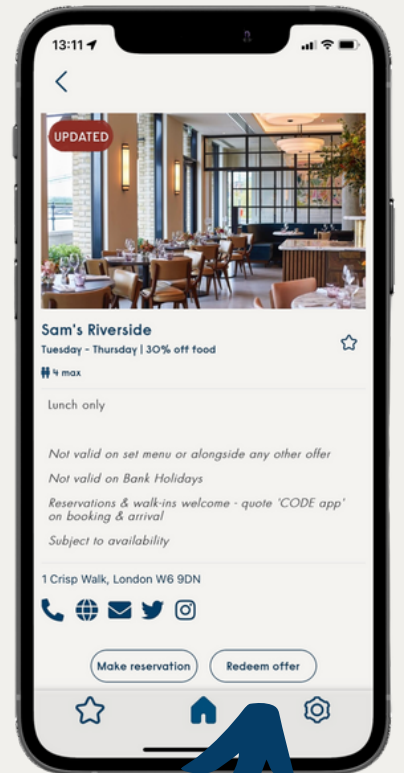 13:11
UPDATED
Sam's Riverside
Tuesday - Thursday | 30% off food
4 max
Lunch only
Not valid on set menu or alongside any other offer
Not valid on Bank Holidays
Reservations & walk-ins welcome - quote 'CODE app'
on booking & arrival
Subject to availability
1 Crisp Walk, London W6 9DN
Make reservation
Redeem offer